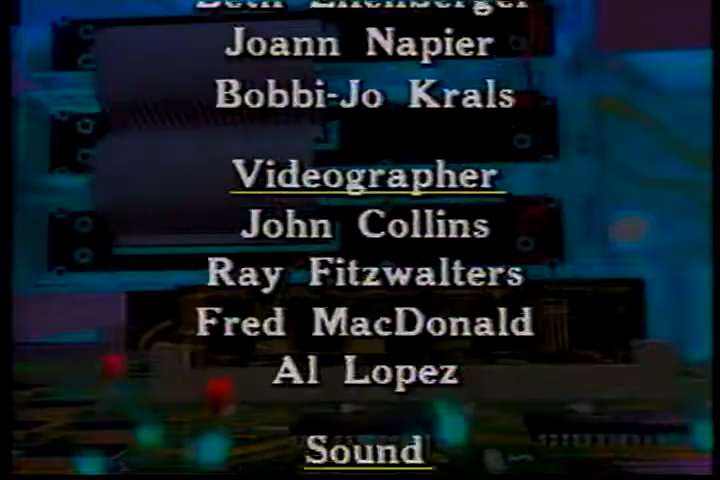 Joann Napier
Bobbi-Jo Krals
Videographer
John Collins
Ray Fitzwalters
Fred MacDonald
Al Lopez
Sound